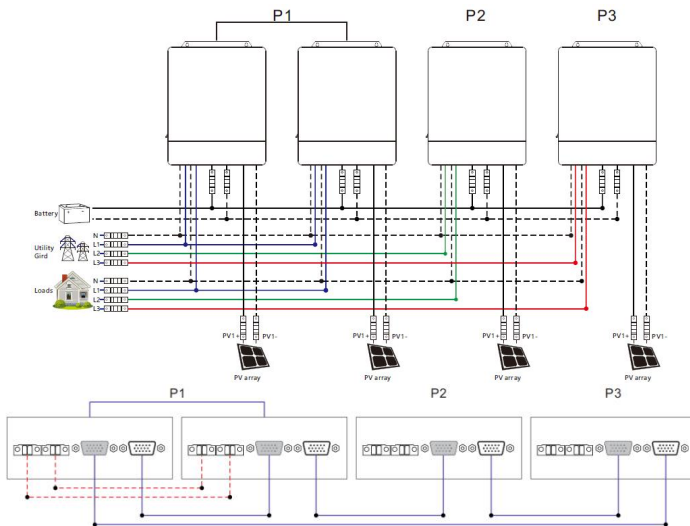 P1 P2 P3
Battery
N
Utility
Gird
L1
L2
L3
N
Loads
L1
L2
L3
PV1+ PV1- PV1+ PV1- PV1+ PV1- PV1+ PV1-
PV array PV array PV array PV array
P1 P2 P3